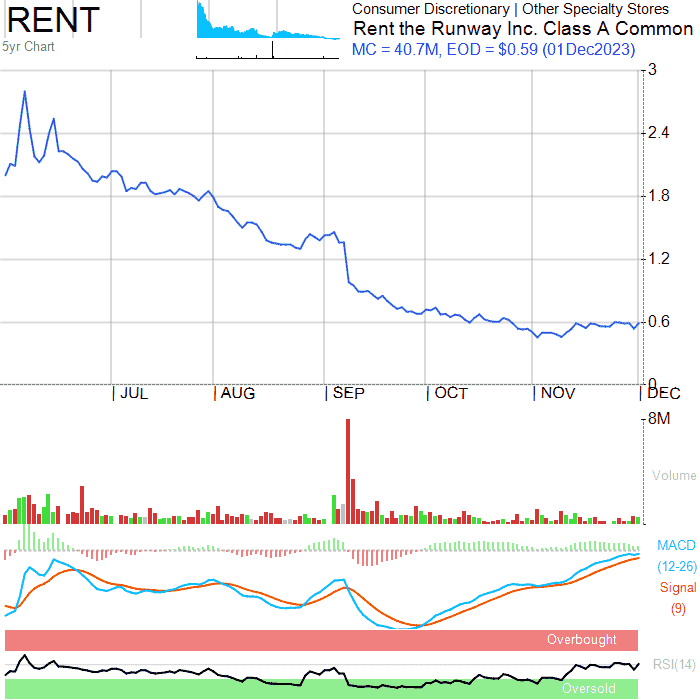 RENT
5yr Chart
Consumer Discretionary | Other Specialty Stores
Rent the Runway Inc. Class A Common
MC = 40.7M, EOD = $0.59 (01Dec2023)
3
2.4
1.8
1.2
0.6
0
JUL
AUG
SEP
OCT
NOV
DEC
8M
Volume
MACD
(12-26)
Signal
(9)
Overbought
RSI(14)
Oversold